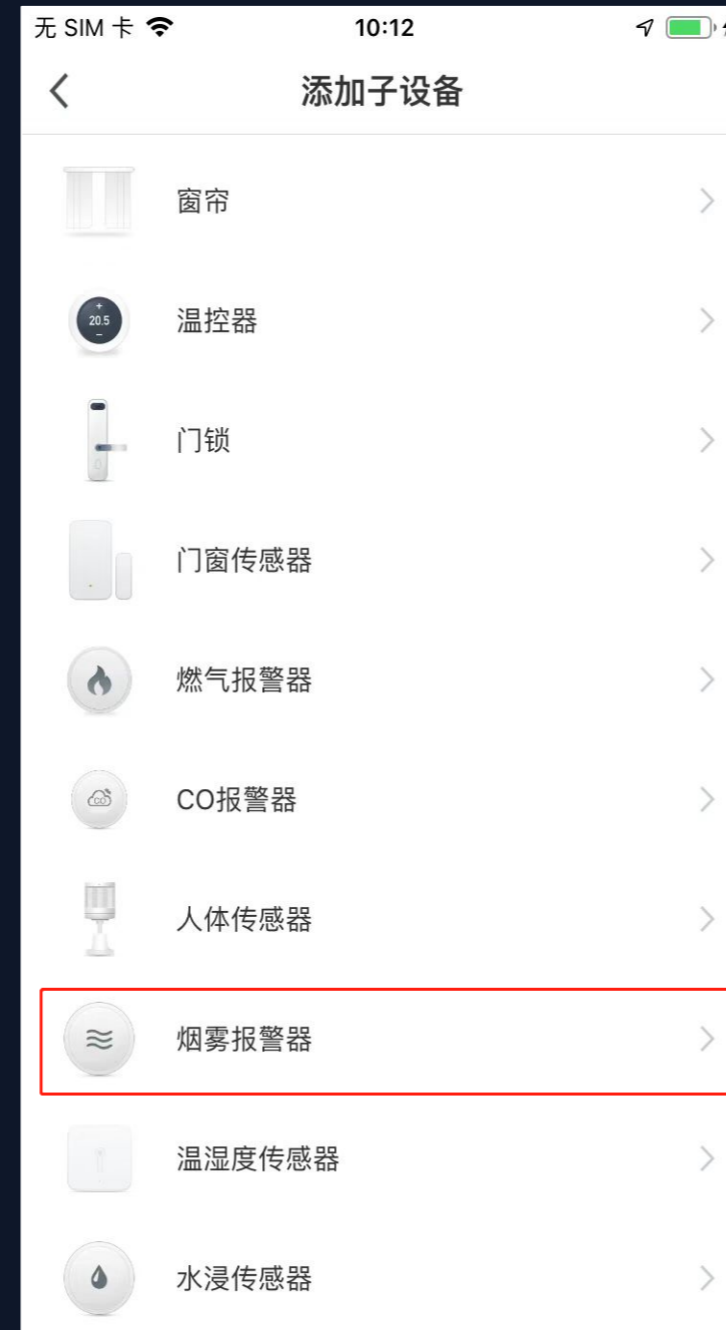 无 SIM 卡
10:12
添加子设备
窗帘
+
20.5
−
温控器
门锁
门窗传感器
燃气报警器
CO
CO报警器
人体传感器
烟雾报警器
温湿度传感器
水浸传感器